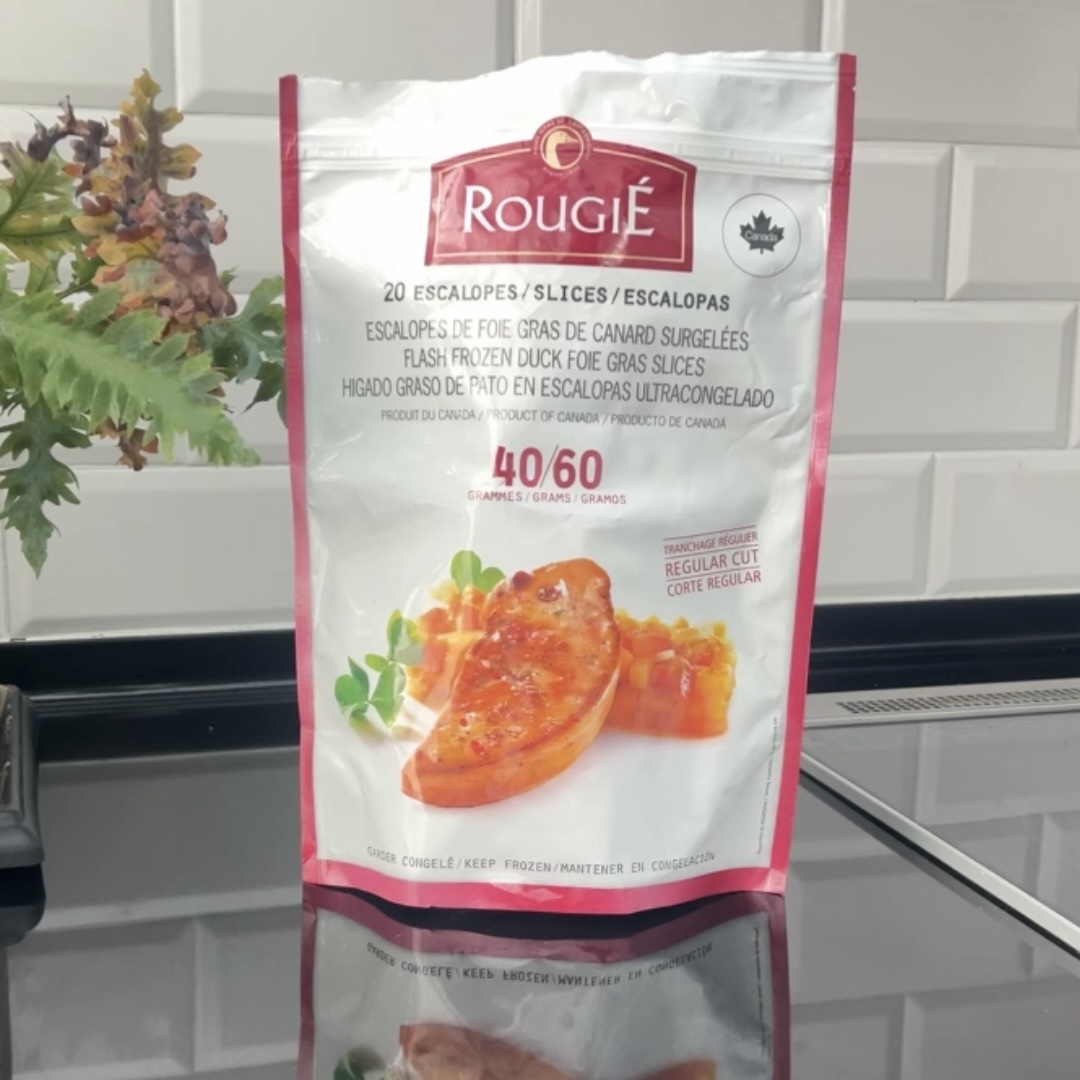 ROUGIÉ
Canada
20 ESCALOPES/SLICES/ESCALOPAS
ESCALOPES DE FOIE GRAS DE CANARD SURGELÉES
FLASH FROZEN DUCK FOIE GRAS SLICES
HIGADO GRASO DE PATO EN ESCALOPAS ULTRACONGELADO
PRODUIT DU CANADA / PRODUCT OF CANADA / PRODUCTO DE CANADÁ
40/60
GRAMMES / GRAMS / GRAMOS
TRANCHAGE RÉGULIER
REGULAR CUT
CORTE REGULAR
GARDER CONGELÉ/KEEP FROZEN/MANTENER EN CONGELACIÓN